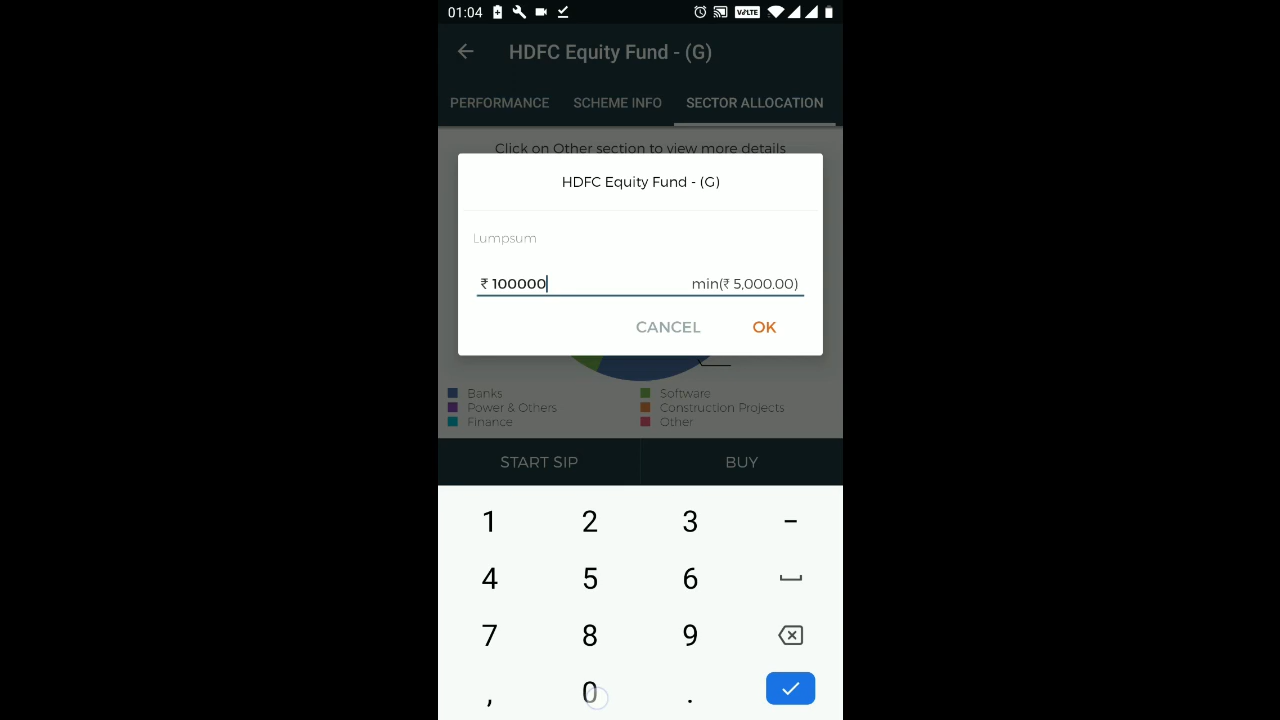 01:04 VoLTE
HDFC Equity Fund - (G)
PERFORMANCE SCHEME INFO SECTOR ALLOCATION
Click on Other section to view more details
HDFC Equity Fund - (G)
Lumpsum
₹ 100000 min(₹ 5,000.00)
CANCEL OK
Banks Software
Power & Others Construction Projects
Finance Other
START SIP BUY
1 2 3 -
4 5 6
7 8 9
, 0 .